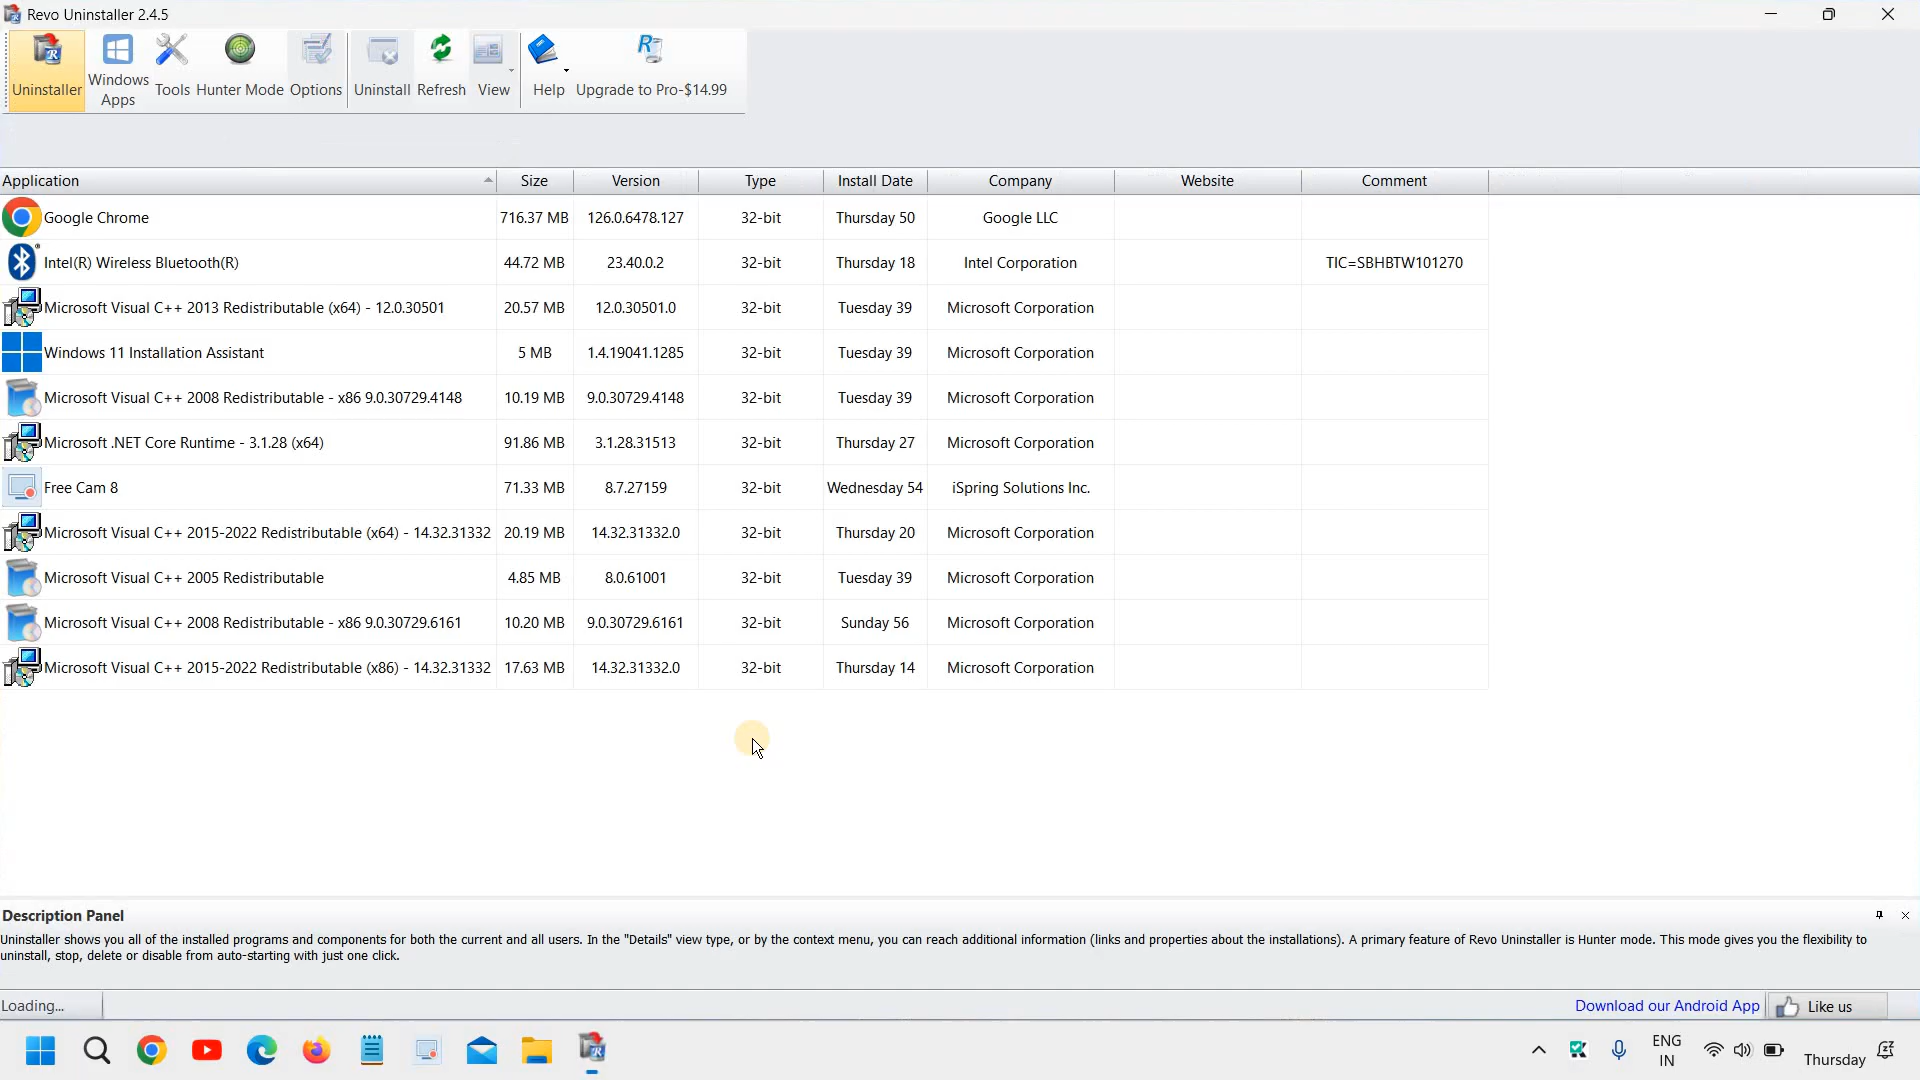 Revo Uninstaller 2.4.5
Uninstaller
Windows Apps
Tools
Hunter Mode
Options
Uninstall
Refresh
View
Help
Upgrade to Pro-$14.99
Application Size Version Type Install Date Company Website Comment
Google Chrome 716.37 MB 126.0.6478.127 32-bit Thursday 50 Google LLC
Intel(R) Wireless Bluetooth(R) 44.72 MB 23.40.0.2 32-bit Thursday 18 Intel Corporation TIC=SBHBTW101270
Microsoft Visual C++ 2013 Redistributable (x64) - 12.0.30501 20.57 MB 12.0.30501.0 32-bit Tuesday 39 Microsoft Corporation
Windows 11 Installation Assistant 5 MB 1.4.19041.1285 32-bit Tuesday 39 Microsoft Corporation
Microsoft Visual C++ 2008 Redistributable - x86 9.0.30729.4148 10.19 MB 9.0.30729.4148 32-bit Tuesday 39 Microsoft Corporation
Microsoft .NET Core Runtime - 3.1.28 (x64) 91.86 MB 3.1.28.31513 32-bit Thursday 27 Microsoft Corporation
Free Cam 8 71.33 MB 8.7.27159 32-bit Wednesday 54 iSpring Solutions Inc.
Microsoft Visual C++ 2015-2022 Redistributable (x64) - 14.32.31332 20.19 MB 14.32.31332.0 32-bit Thursday 20 Microsoft Corporation
Microsoft Visual C++ 2005 Redistributable 4.85 MB 8.0.61001 32-bit Tuesday 39 Microsoft Corporation
Microsoft Visual C++ 2008 Redistributable - x86 9.0.30729.6161 10.20 MB 9.0.30729.6161 32-bit Sunday 56 Microsoft Corporation
Microsoft Visual C++ 2015-2022 Redistributable (x86) - 14.32.31332 17.63 MB 14.32.31332.0 32-bit Thursday 14 Microsoft Corporation
Description Panel
Uninstaller shows you all of the installed programs and components for both the current and all users. In the "Details" view type, or by the context menu, you can reach additional information (links and properties about the installations). A primary feature of Revo Uninstaller is Hunter mode. This mode gives you the flexibility to
uninstall, stop, delete or disable from auto-starting with just one click.
Loading... Download our Android App Like us
ENG
IN
Thursday